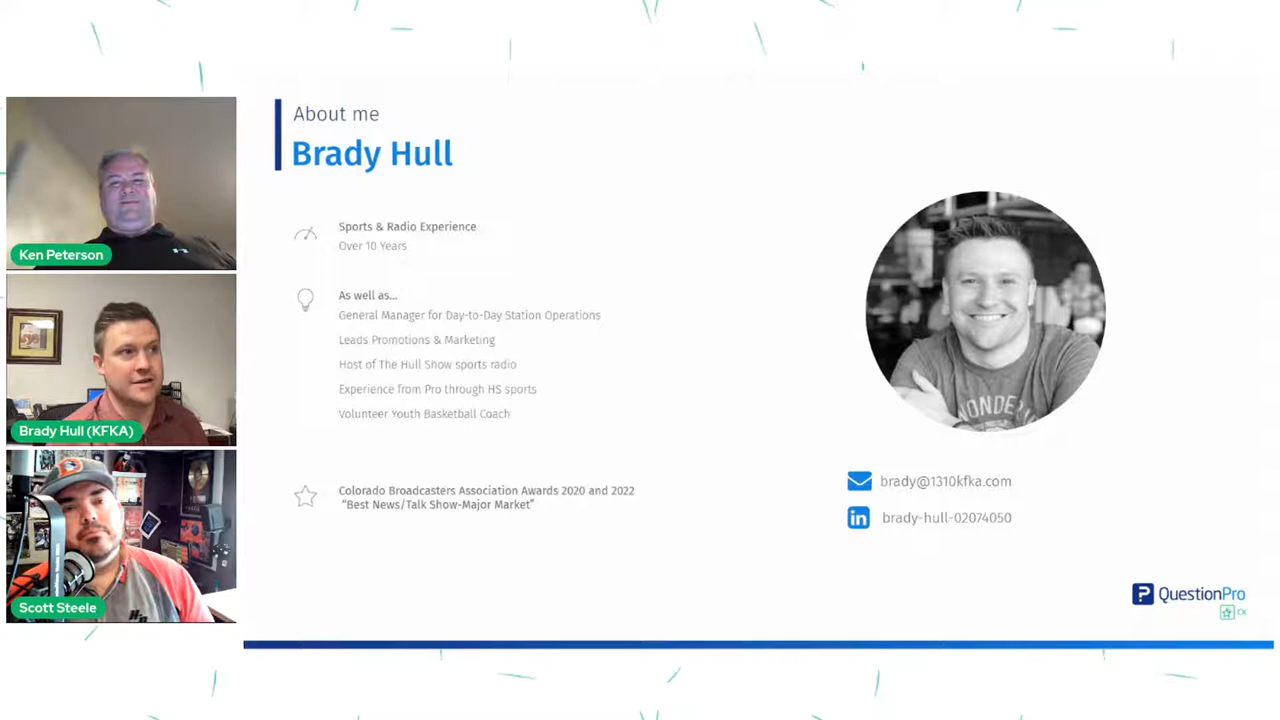 About me
Brady Hull
Sports & Radio Experience
Over 10 Years
As well as...
General Manager for Day-to-Day Station Operations
Leads Promotions & Marketing
Host of The Hull Show sports radio
Experience from Pro through HS sports
Volunteer Youth Basketball Coach
Colorado Broadcasters Association Awards 2020 and 2022
“Best News/Talk Show-Major Market”
WONDE
brady@1310kfka.com
brady-hull-02074050
QuestionPro
CX
Ken Peterson
Brady Hull (KFKA)
Scott Steele